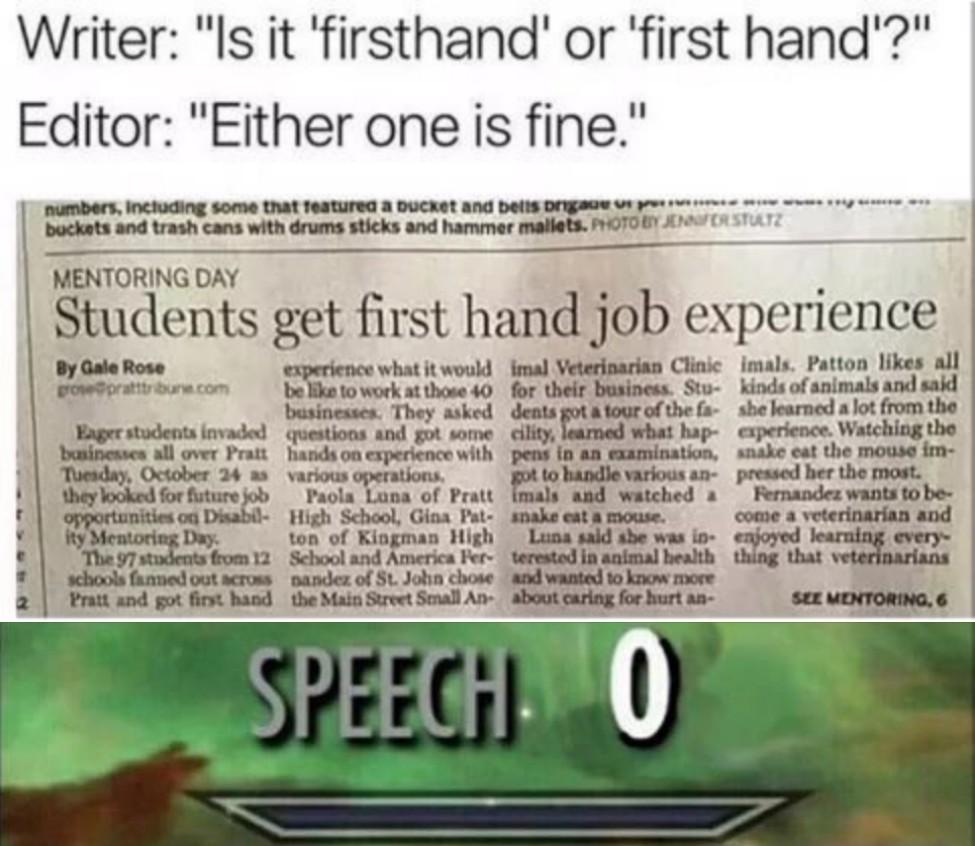 Writer: "Is it 'firsthand' or 'first hand'?"
Editor: "Either one is fine."
numbers, including some that featured a bucket and bells brigade of
buckets and trash cans with drums sticks and hammer mallets. PHOTO BY JENNIFER STULTZ
MENTORING DAY
Students get first hand job experience
By Gale Rose
grose@pratttribune.com
Eager students invaded
businesses all over Pratt
Tuesday, October 24 as
they looked for future job
opportunities on Disabil-
ity Mentoring Day.
The 97 students from 12
schools fanned out across
Pratt and got first hand
experience what it would
be like to work at those 40
businesses. They asked
questions and got some
hands on experience with
various operations.
Paola Luna of Pratt
High School, Gina Pat-
ton of Kingman High
School and America Fer-
nandez of St. John chose
the Main Street Small An-
imal Veterinarian Clinic
for their business. Stu-
dents got a tour of the fa-
cility, learned what hap-
pens in an examination,
got to handle various an-
imals and watched a
snake eat a mouse.
Luna said she was in-
terested in animal health
and wanted to know more
about caring for hurt an-
imals. Patton likes all
kinds of animals and said
she learned a lot from the
experience. Watching the
snake eat the mouse im-
pressed her the most.
Fernandez wants to be-
come a veterinarian and
enjoyed learning every-
thing that veterinarians
SEE MENTORING, 6
2
SPEECH 0